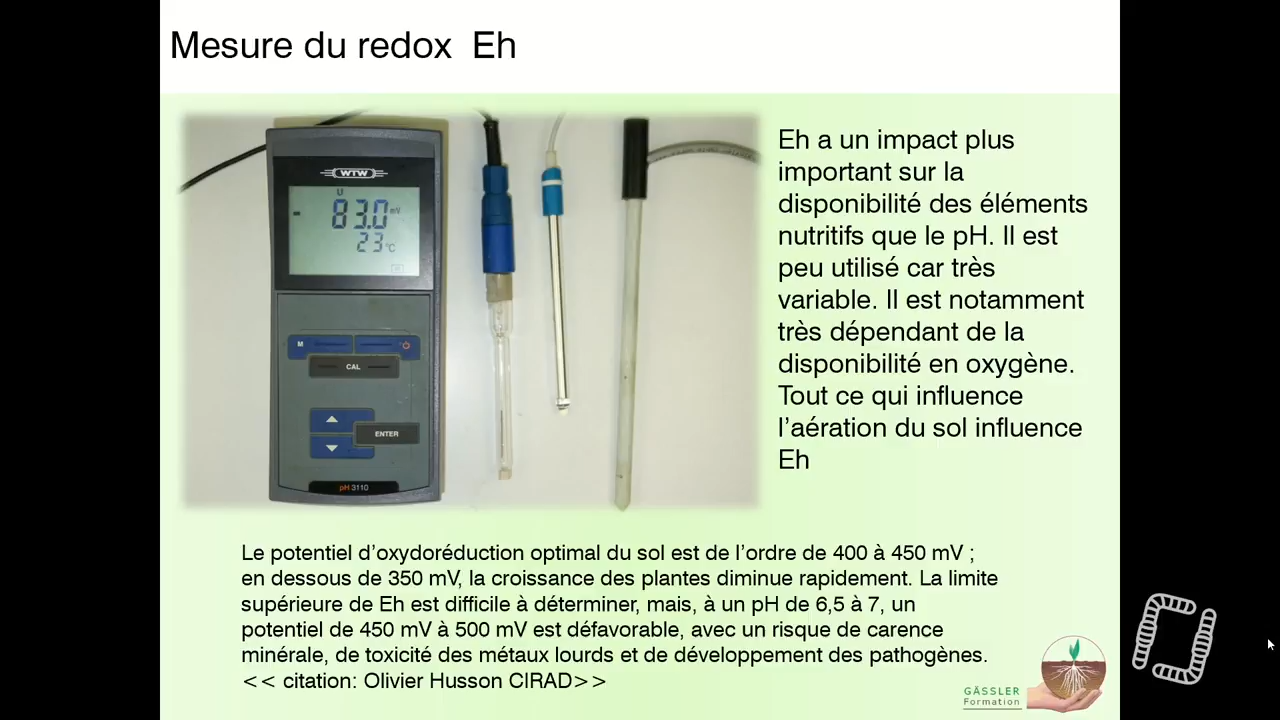 Mesure du redox Eh
WTW
U
- 83.0 mV
23 °C
M
CAL
ENTER
pH 3110
Eh a un impact plus
important sur la
disponibilité des éléments
nutritifs que le pH. Il est
peu utilisé car très
variable. Il est notamment
très dépendant de la
disponibilité en oxygène.
Tout ce qui influence
l'aération du sol influence
Eh
Le potentiel d'oxydoréduction optimal du sol est de l'ordre de 400 à 450 mV ;
en dessous de 350 mV, la croissance des plantes diminue rapidement. La limite
supérieure de Eh est difficile à déterminer, mais, à un pH de 6,5 à 7, un
potentiel de 450 mV à 500 mV est défavorable, avec un risque de carence
minérale, de toxicité des métaux lourds et de développement des pathogènes.
<< citation: Olivier Husson CIRAD>>
GÄSSLER
Formation